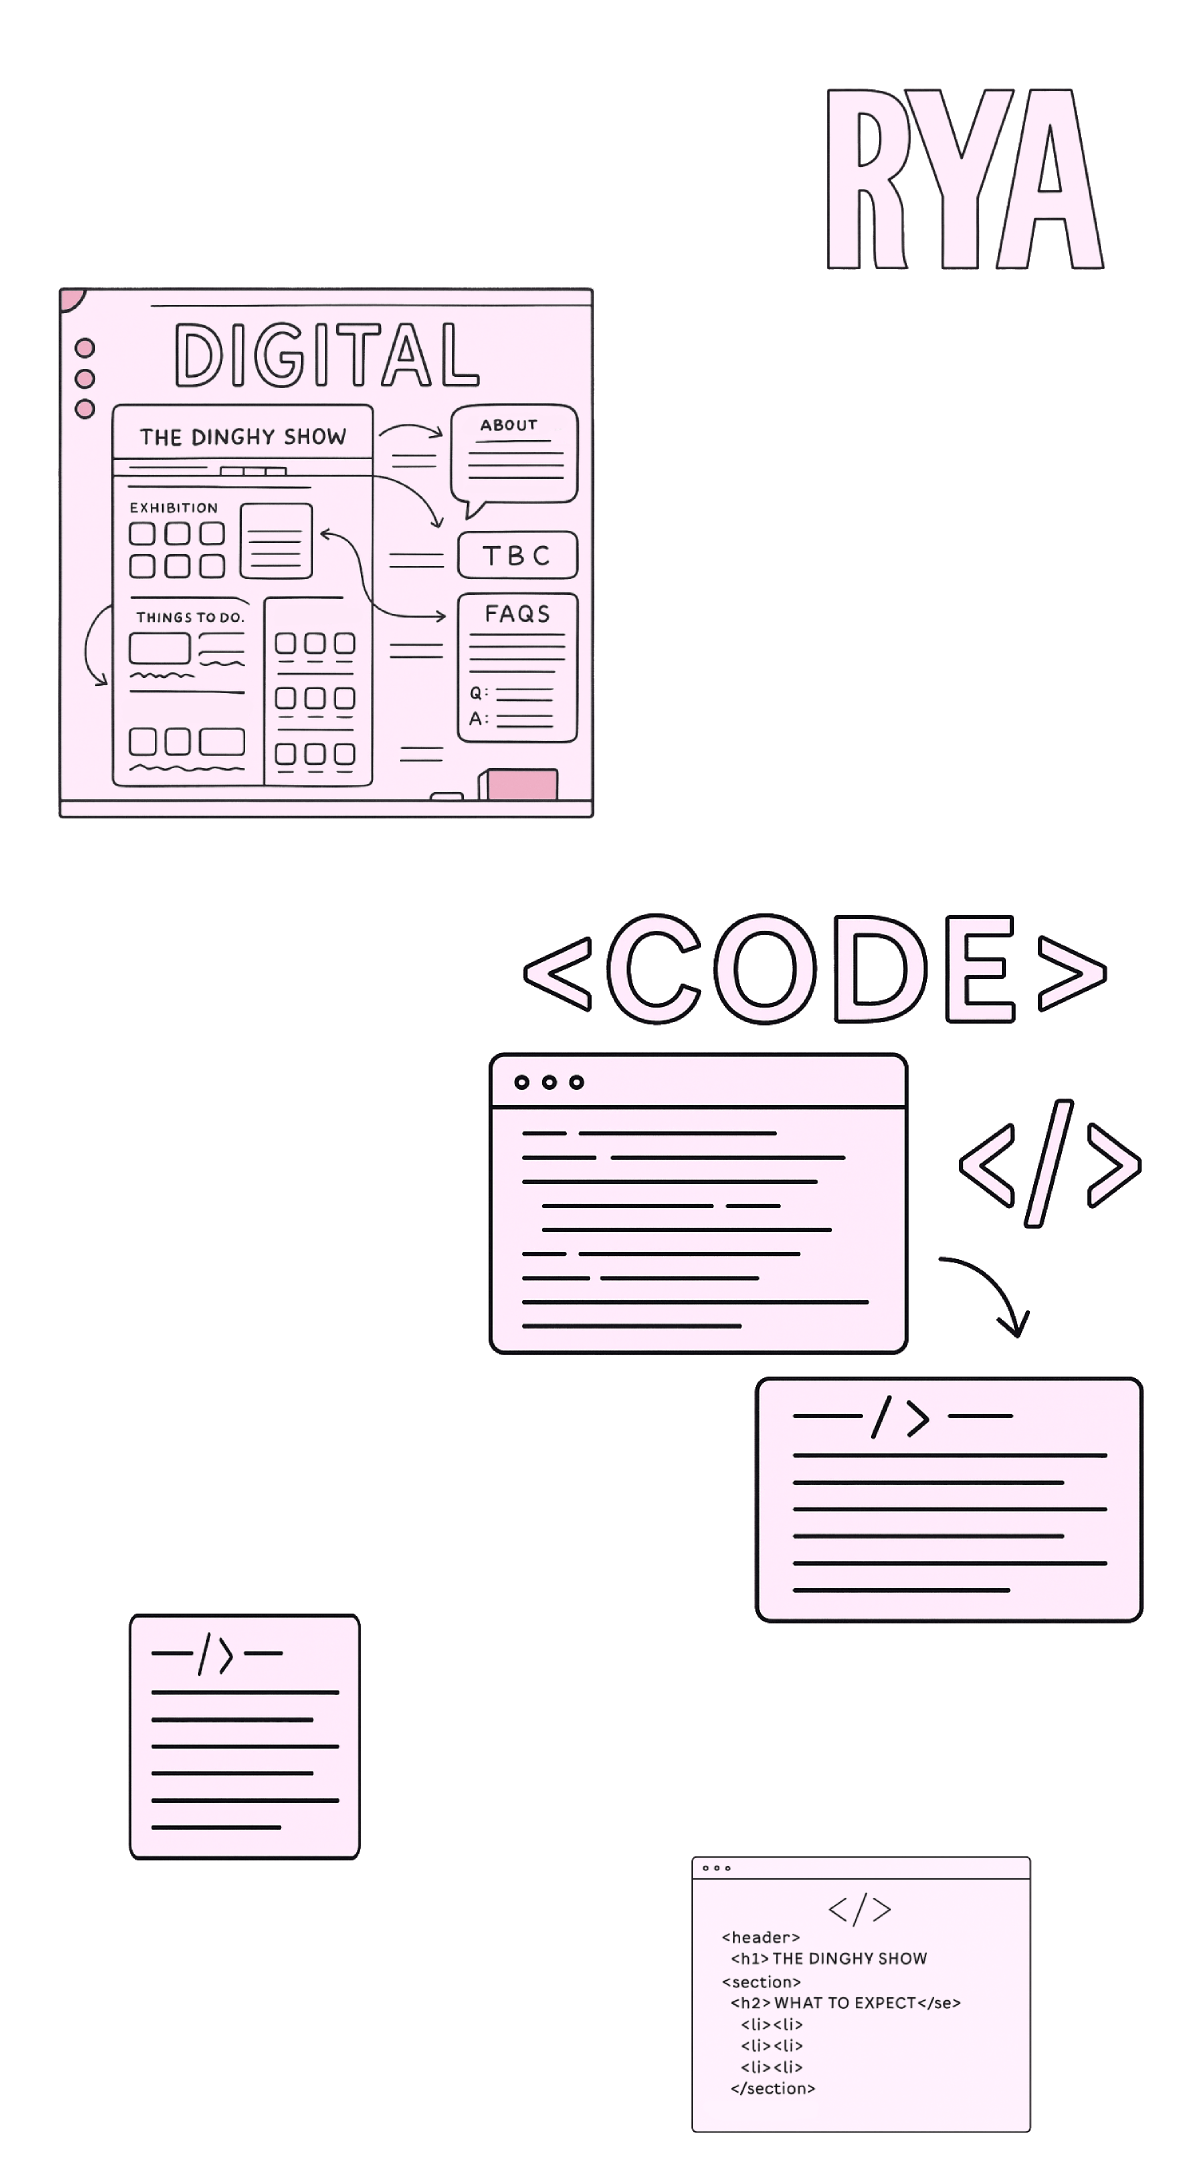 RYA
DIGITAL
THE DINGHY SHOW
ABOUT
EXHIBITION
TBC
THINGS TO DO.
FAQS
Q:
A:
<CODE>
</>
/>
/>
</>
<header>
<h1> THE DINGHY SHOW
<section>
<h2> WHAT TO EXPECT</se>
<li><li>
<li><li>
<li><li>
</section>